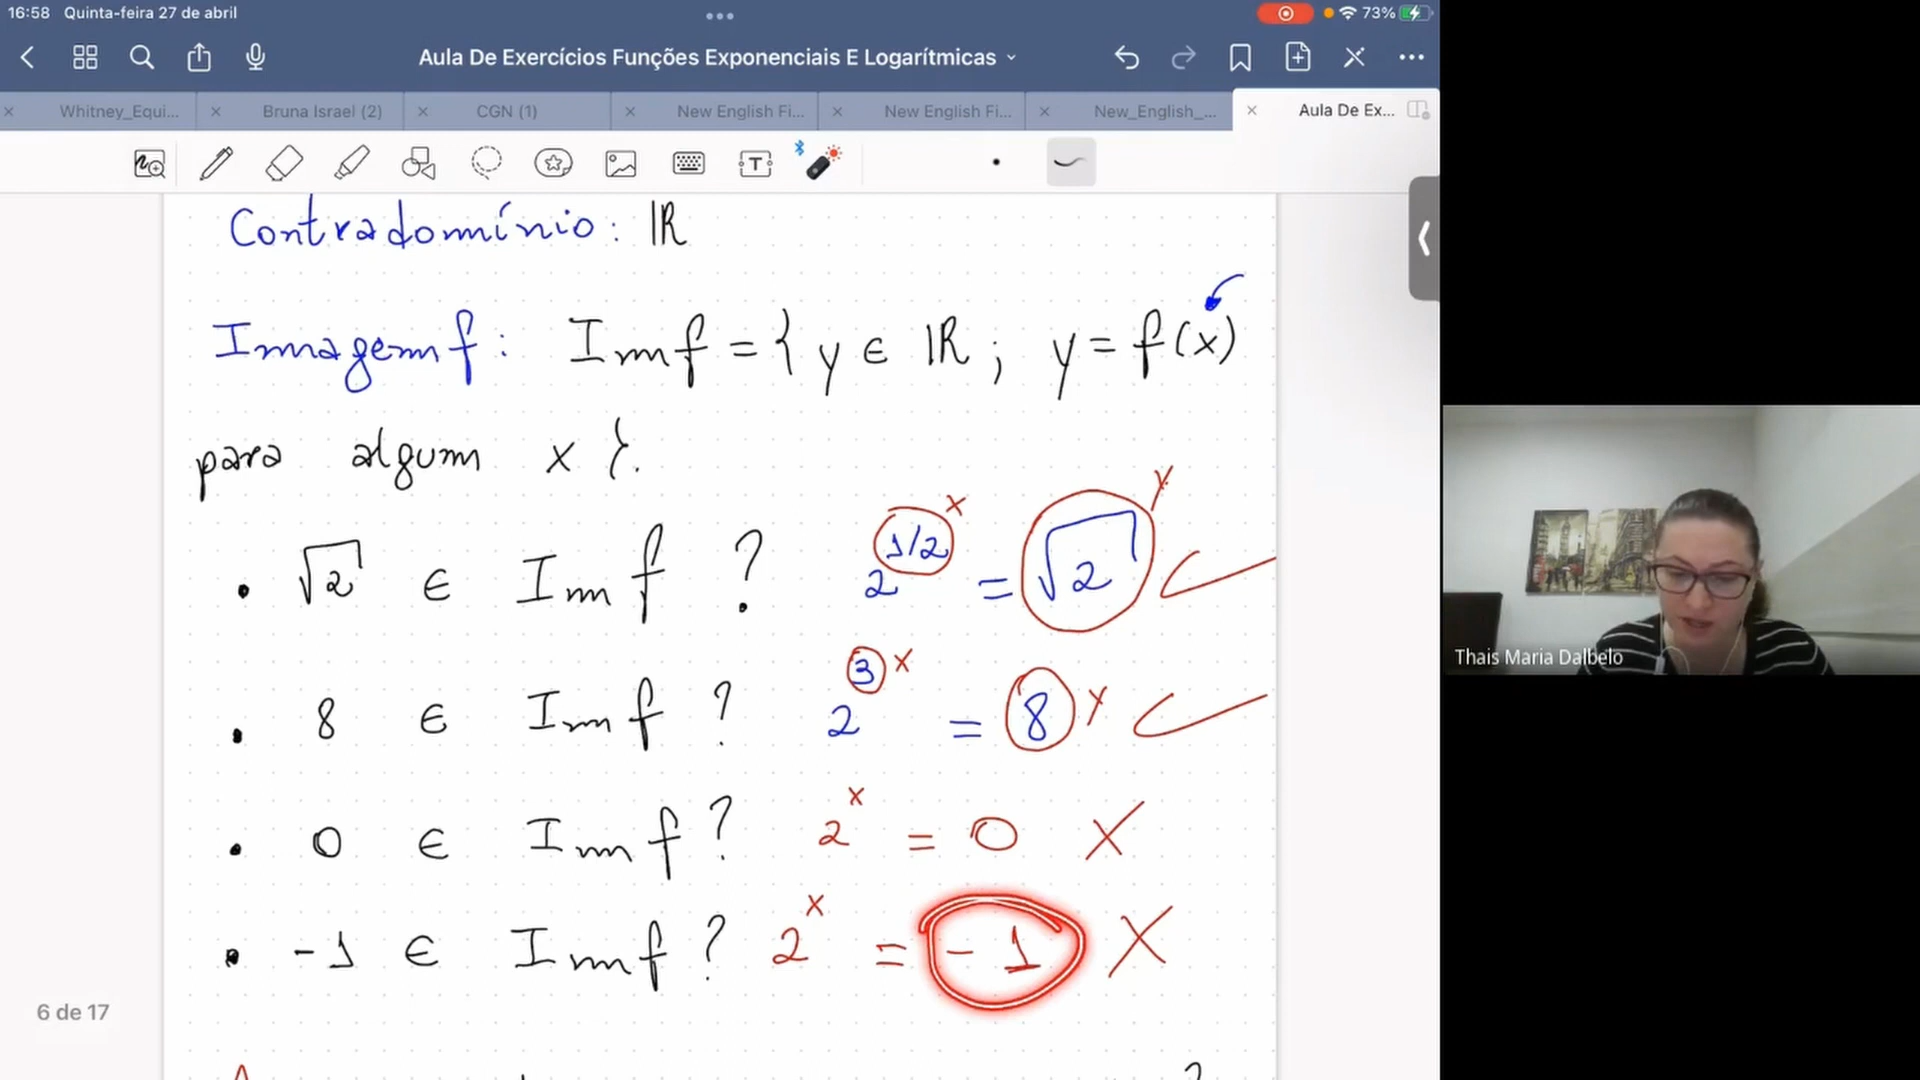 16:58 Quinta-feira 27 de abril
73%
Aula De Exercícios Funções Exponenciais E Logarítmicas
Whitney_Equi...
Bruna Israel (2)
CGN (1)
New English Fi...
New English Fi...
New_English_...
Aula De Ex...
Contradomínio: ℝ
Imagem f: Im f = { y ∈ ℝ ; y = f(x)
para algum x }.
• √2 ∈ Im f ? 2^(1/2) x = √2 y ✓
• 8 ∈ Im f ? 2^3 x = 8 y ✓
• 0 ∈ Im f ? 2^x = 0 X
• -1 ∈ Im f ? 2^x = -1 X
6 de 17
Thais Maria Dalbelo